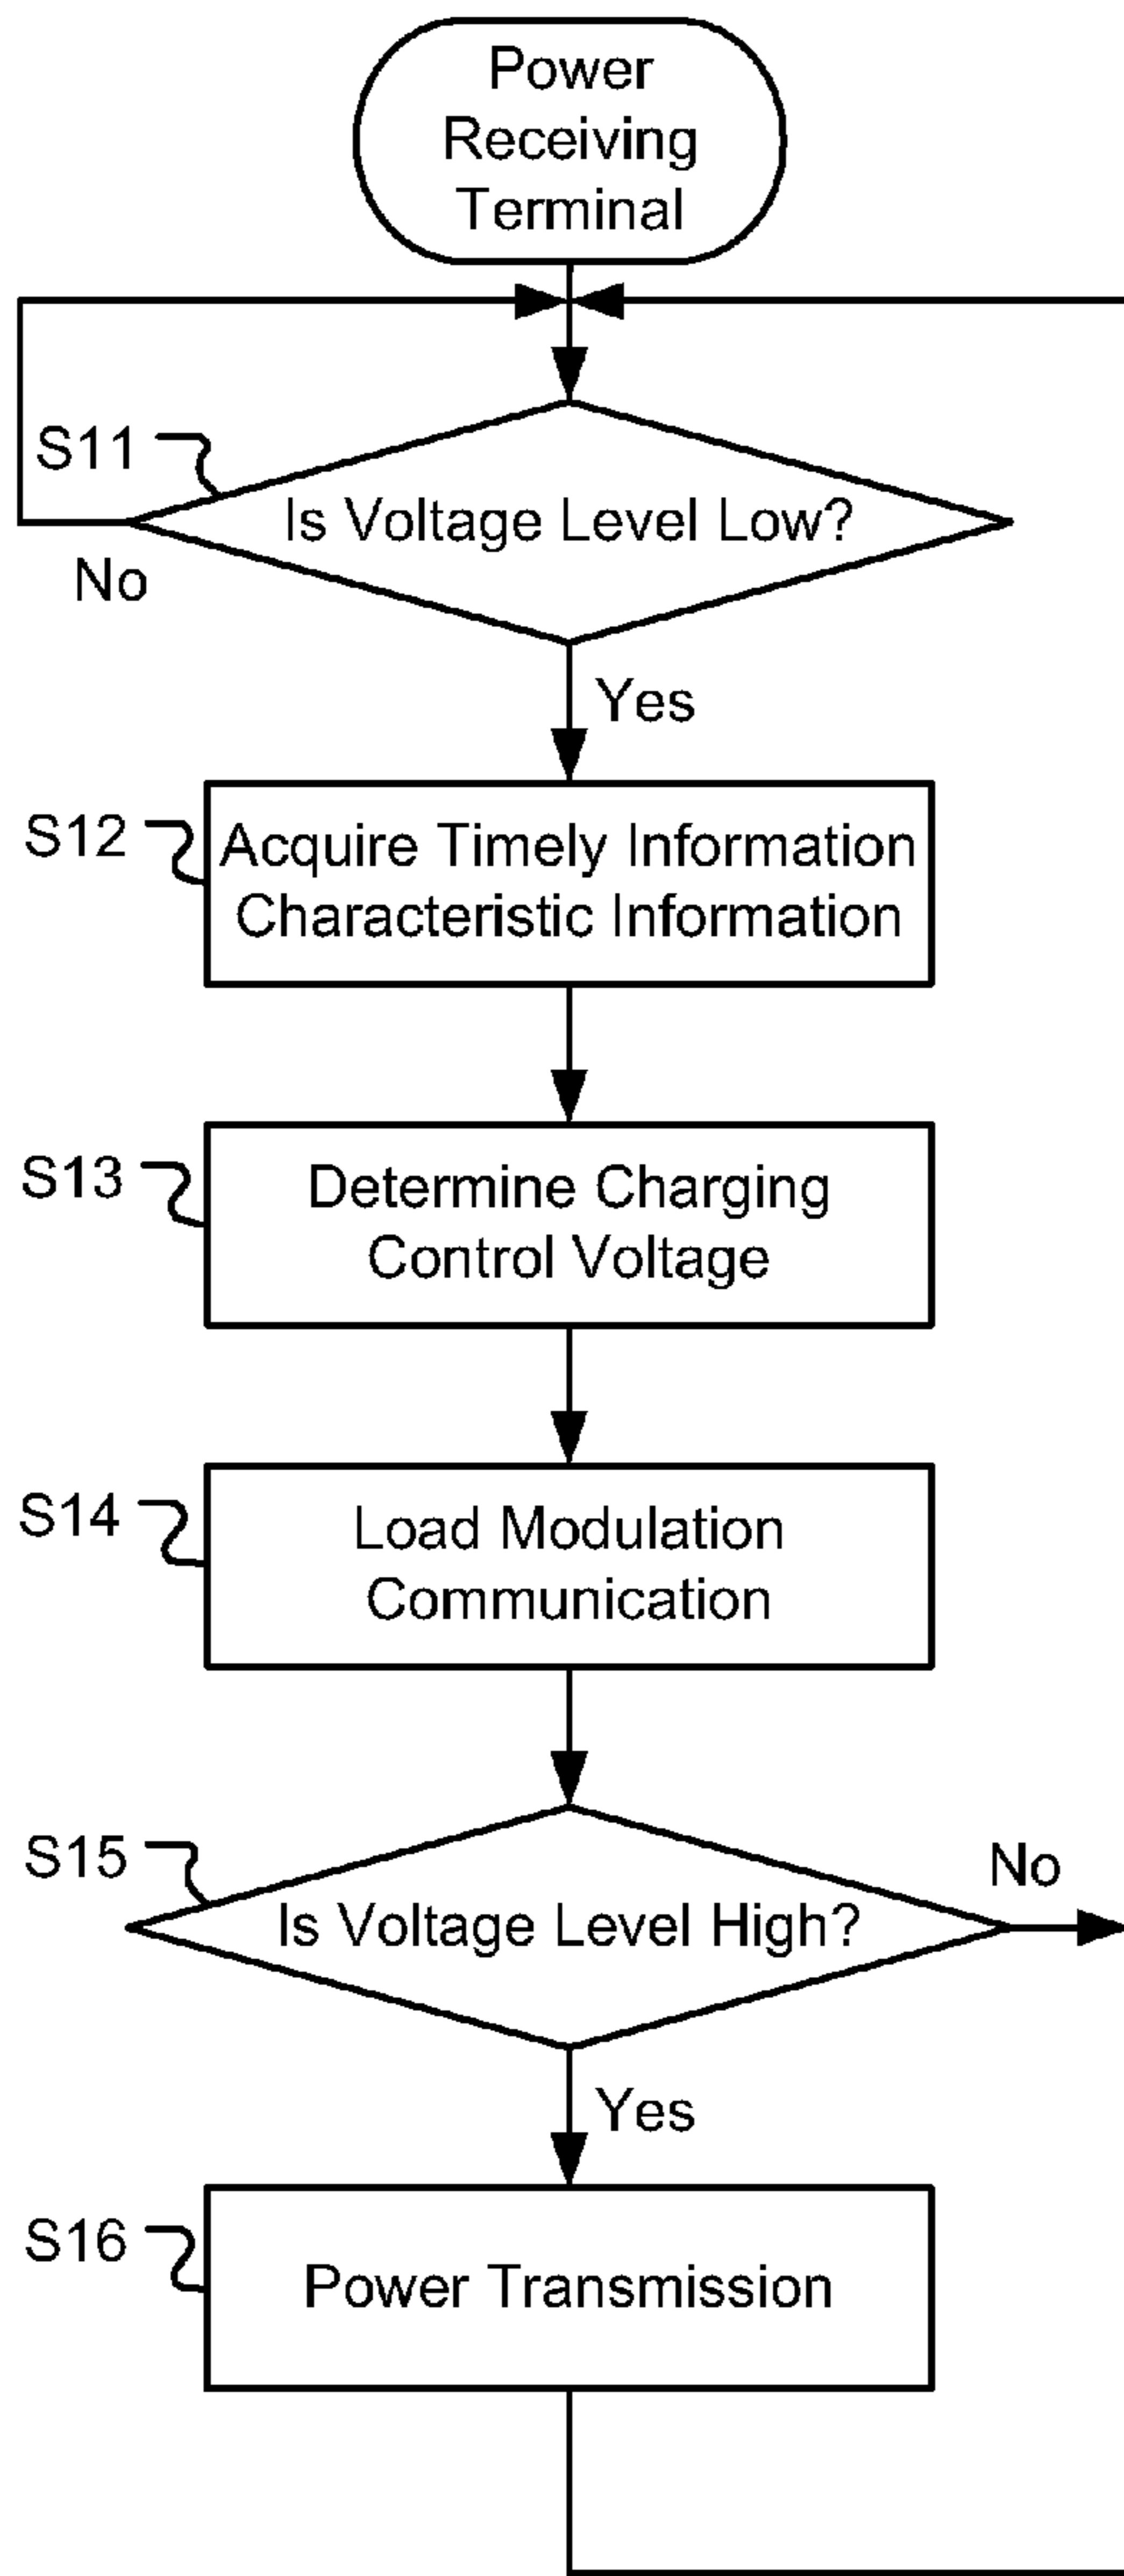 Power
Receiving
Terminal
S11
Is Voltage Level Low?
No
Yes
S12
Acquire Timely Information
Characteristic Information
S13
Determine Charging
Control Voltage
S14
Load Modulation
Communication
S15
No
Is Voltage Level High?
Yes
S16
Power Transmission